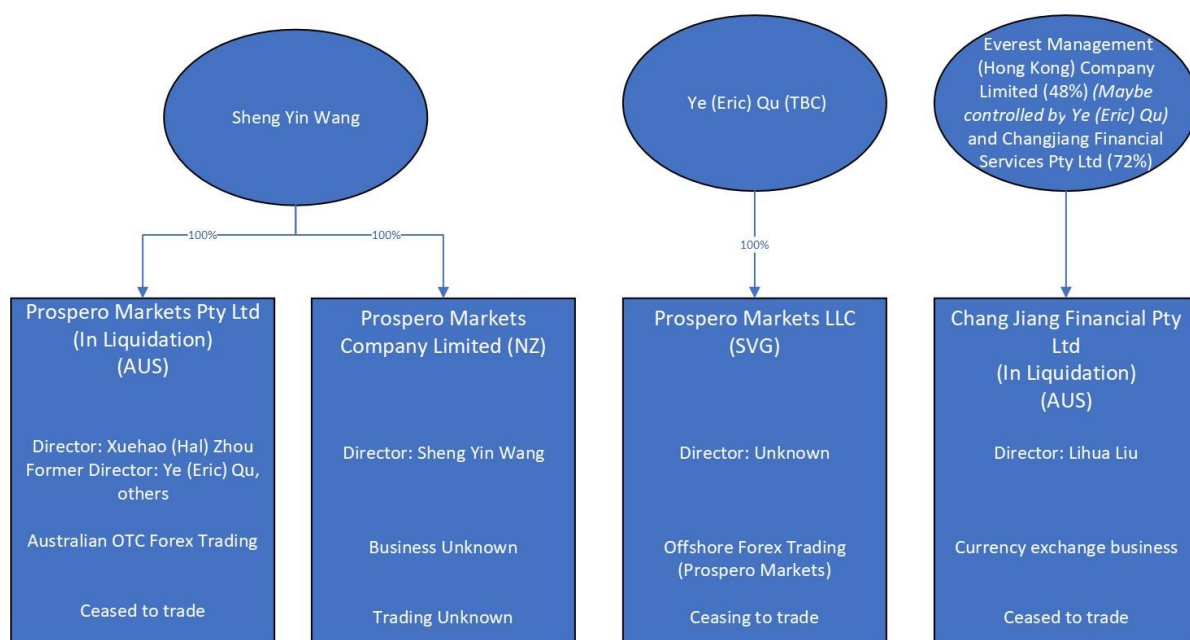 Sheng Yin Wang
Ye (Eric) Qu (TBC)
Everest Management
(Hong Kong) Company
Limited (48%) (Maybe
controlled by Ye (Eric) Qu)
and Changjiang Financial
Services Pty Ltd (72%)
100%
100%
100%
Prospero Markets Pty Ltd
(In Liquidation)
(AUS)
Director: Xuehao (Hal) Zhou
Former Director: Ye (Eric) Qu,
others
Australian OTC Forex Trading
Ceased to trade
Prospero Markets
Company Limited (NZ)
Director: Sheng Yin Wang
Business Unknown
Trading Unknown
Prospero Markets LLC
(SVG)
Director: Unknown
Offshore Forex Trading
(Prospero Markets)
Ceasing to trade
Chang Jiang Financial Pty
Ltd
(In Liquidation)
(AUS)
Director: Lihua Liu
Currency exchange business
Ceased to trade